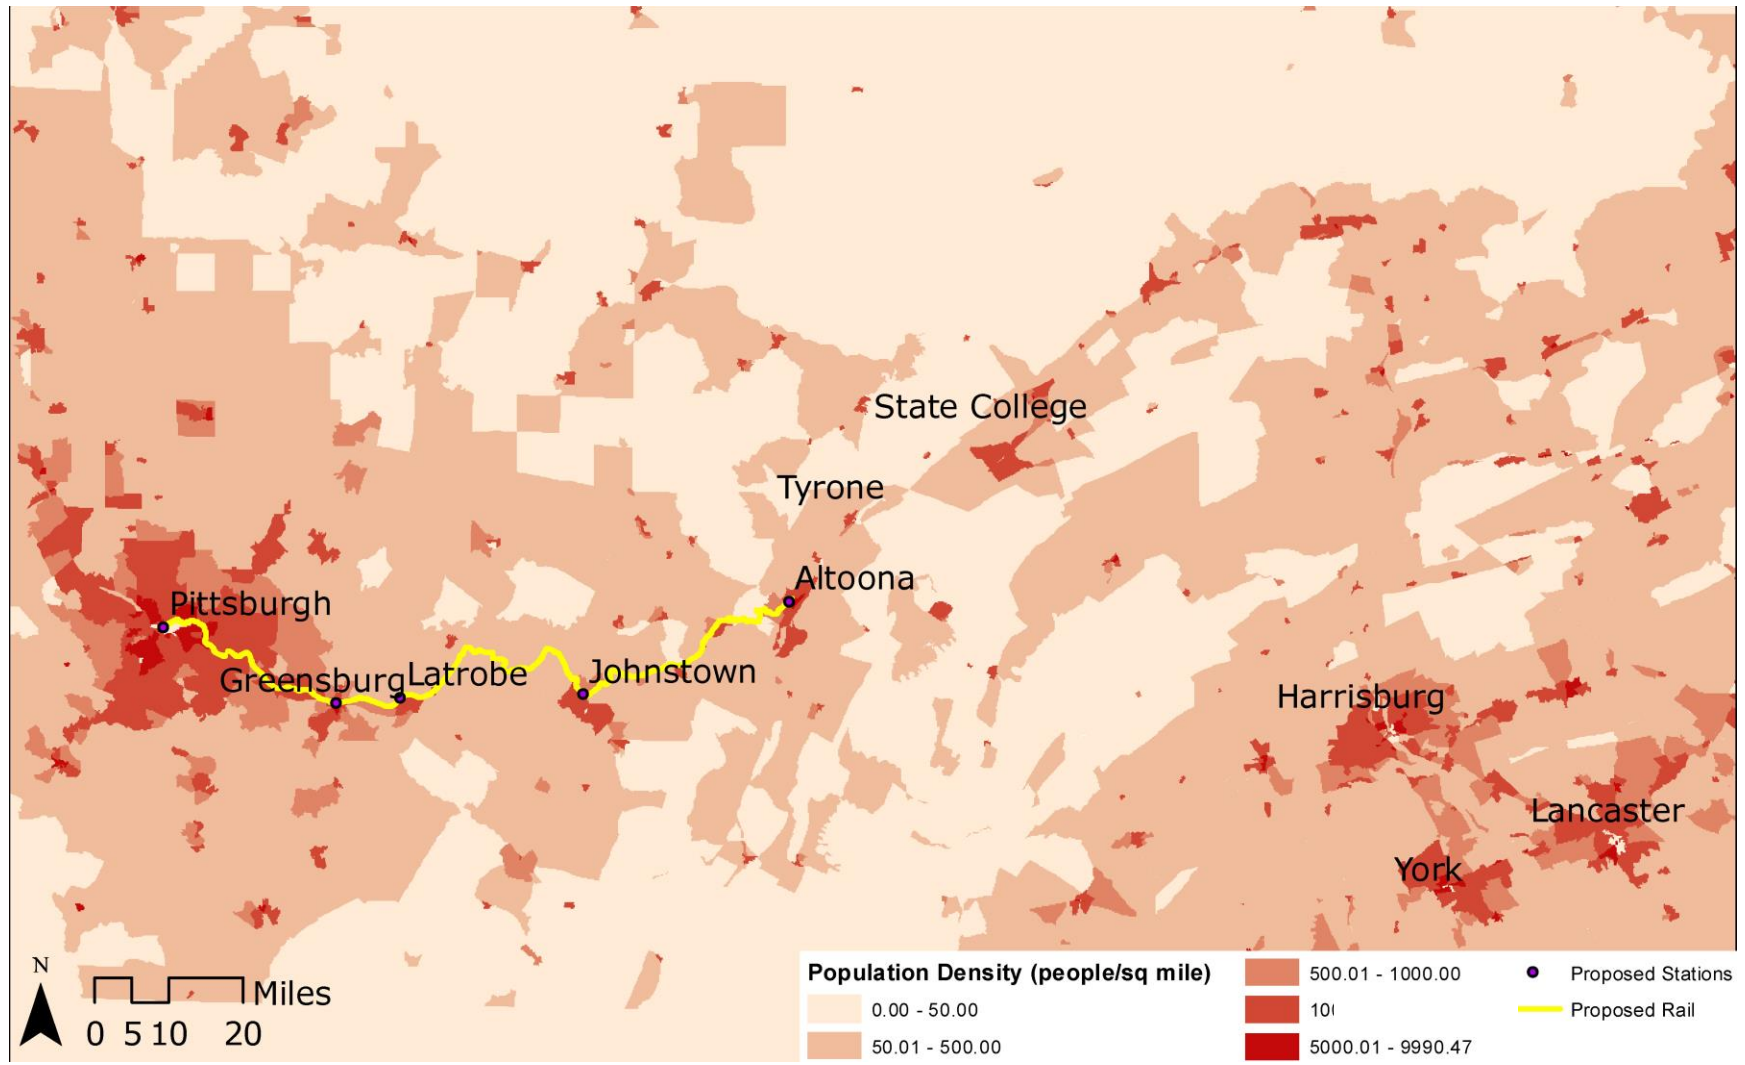 State College
Tyrone
Altoona
Pittsburgh
Greensburg
Latrobe
Johnstown
Harrisburg
Lancaster
York
N
Miles
0 5 10 20
Population Density (people/sq mile)
0.00 - 50.00
50.01 - 500.00
500.01 - 1000.00
5000.01 - 9990.47
Proposed Stations
Proposed Rail